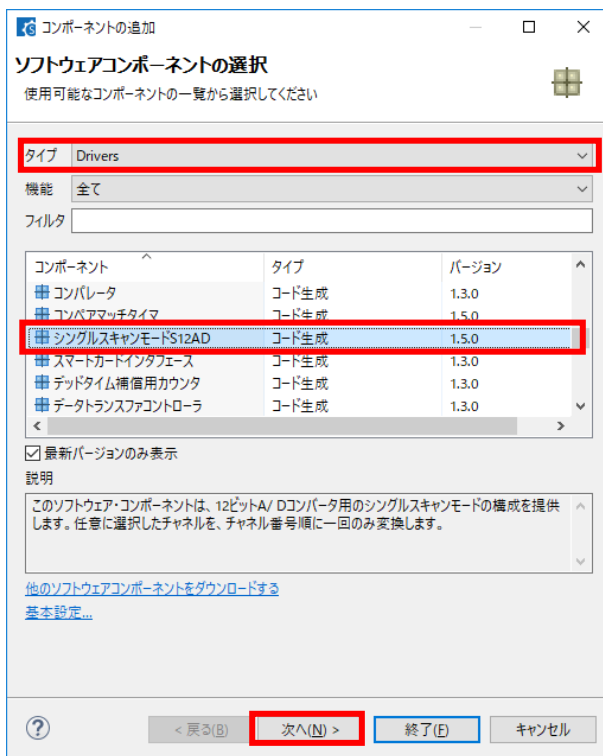 コンポーネントの追加
ソフトウェアコンポーネントの選択
使用可能なコンポーネントの一覧から選択してください
タイプ Drivers
機能 全て
フィルタ
コンポーネント タイプ バージョン
コンパレータ コード生成 1.3.0
コンペアマッチタイマ コード生成 1.5.0
シングルスキャンモードS12AD コード生成 1.5.0
スマートカードインタフェース コード生成 1.3.0
デッドタイム補償用カウンタ コード生成 1.3.0
データトランスファコントローラ コード生成 1.3.0
最新バージョンのみ表示
説明
このソフトウェア・コンポーネントは、12ビットA/ Dコンバータ用のシングルスキャンモードの構成を提供
します。任意に選択したチャネルを、チャネル番号順に一回のみ変換します。
他のソフトウェアコンポーネントをダウンロードする
基本設定...
? < 戻る(B) 次へ(N) > 終了(F) キャンセル